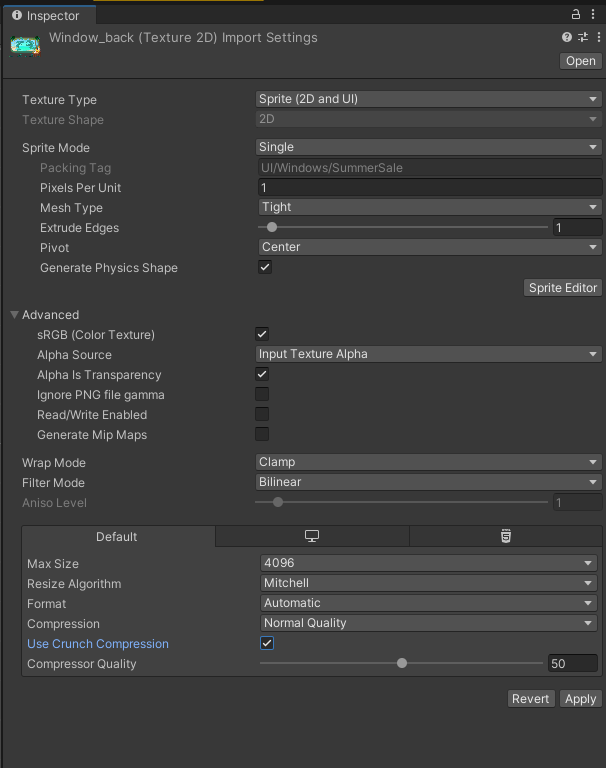 Inspector
Window_back (Texture 2D) Import Settings
Open
Texture Type Sprite (2D and UI)
Texture Shape 2D
Sprite Mode Single
Packing Tag UI/Windows/SummerSale
Pixels Per Unit 1
Mesh Type Tight
Extrude Edges 1
Pivot Center
Generate Physics Shape
Sprite Editor
Advanced
sRGB (Color Texture)
Alpha Source Input Texture Alpha
Alpha Is Transparency
Ignore PNG file gamma
Read/Write Enabled
Generate Mip Maps
Wrap Mode Clamp
Filter Mode Bilinear
Aniso Level 1
Default
Max Size 4096
Resize Algorithm Mitchell
Format Automatic
Compression Normal Quality
Use Crunch Compression
Compressor Quality 50
Revert Apply